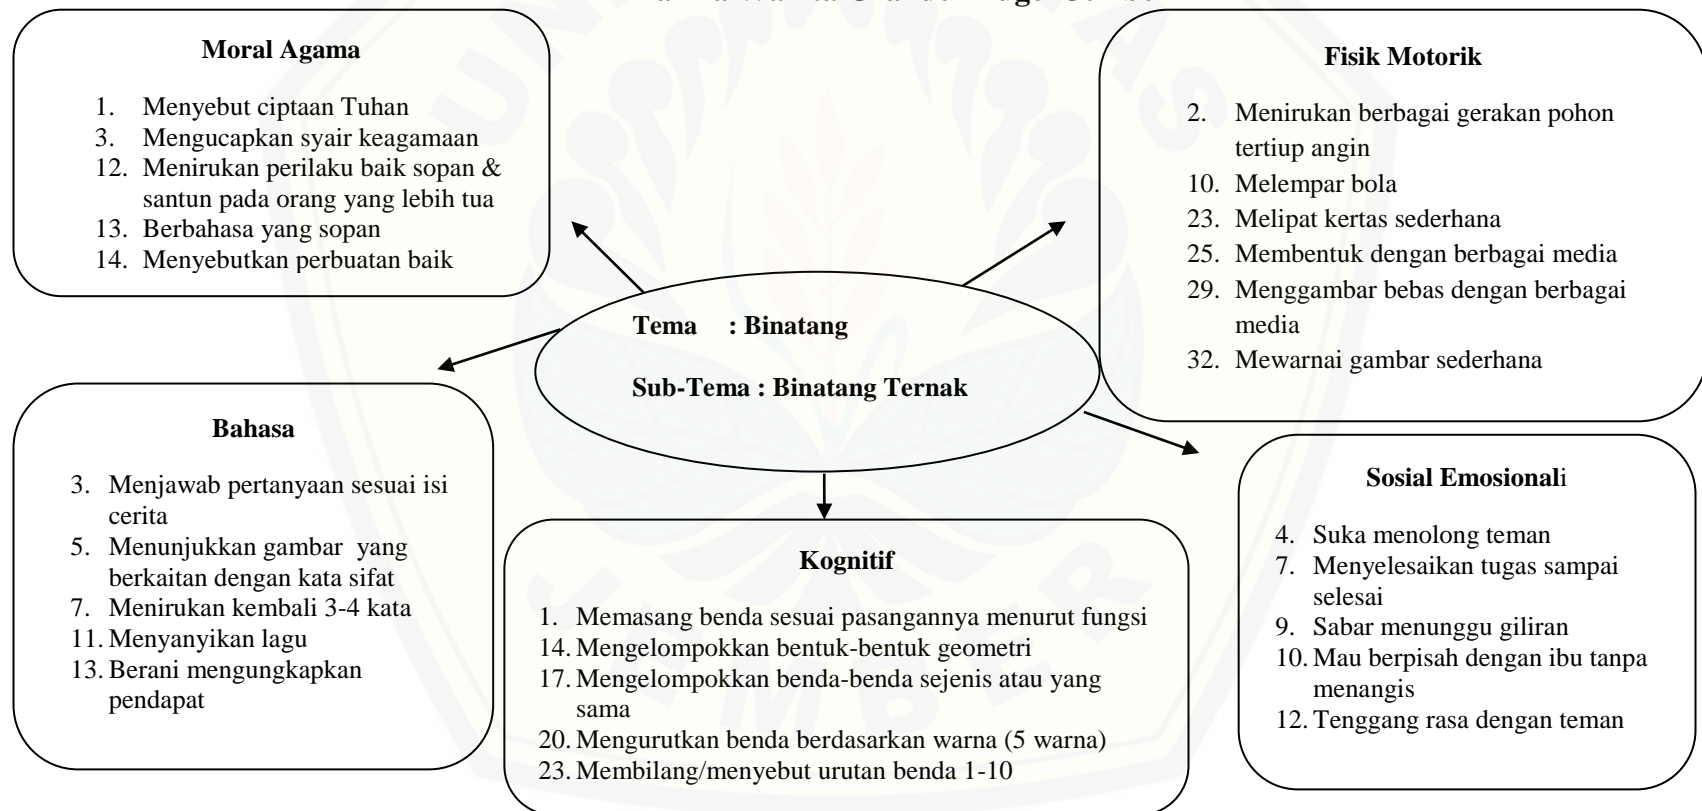 Moral Agama
1. Menyebut ciptaan Tuhan
3. Mengucapkan syair keagamaan
12. Menirukan perilaku baik sopan &
santun pada orang yang lebih tua
13. Berbahasa yang sopan
14. Menyebutkan perbuatan baik
Fisik Motorik
2. Menirukan berbagai gerakan pohon
tertiup angin
10. Melempar bola
23. Melipat kertas sederhana
25. Membentuk dengan berbagai media
29. Menggambar bebas dengan berbagai
media
32. Mewarnai gambar sederhana
Tema : Binatang
Sub-Tema : Binatang Ternak
Bahasa
3. Menjawab pertanyaan sesuai isi
cerita
5. Menunjukkan gambar yang
berkaitan dengan kata sifat
7. Menirukan kembali 3-4 kata
11. Menyanyikan lagu
13. Berani mengungkapkan
pendapat
Kognitif
1. Memasang benda sesuai pasangannya menurut fungsi
14. Mengelompokkan bentuk-bentuk geometri
17. Mengelompokkan benda-benda sejenis atau yang
sama
20. Mengurutkan benda berdasarkan warna (5 warna)
23. Membilang/menyebut urutan benda 1-10
Sosial Emosionali
4. Suka menolong teman
7. Menyelesaikan tugas sampai
selesai
9. Sabar menunggu giliran
10. Mau berpisah dengan ibu tanpa
menangis
12. Tenggang rasa dengan teman
JEMBER